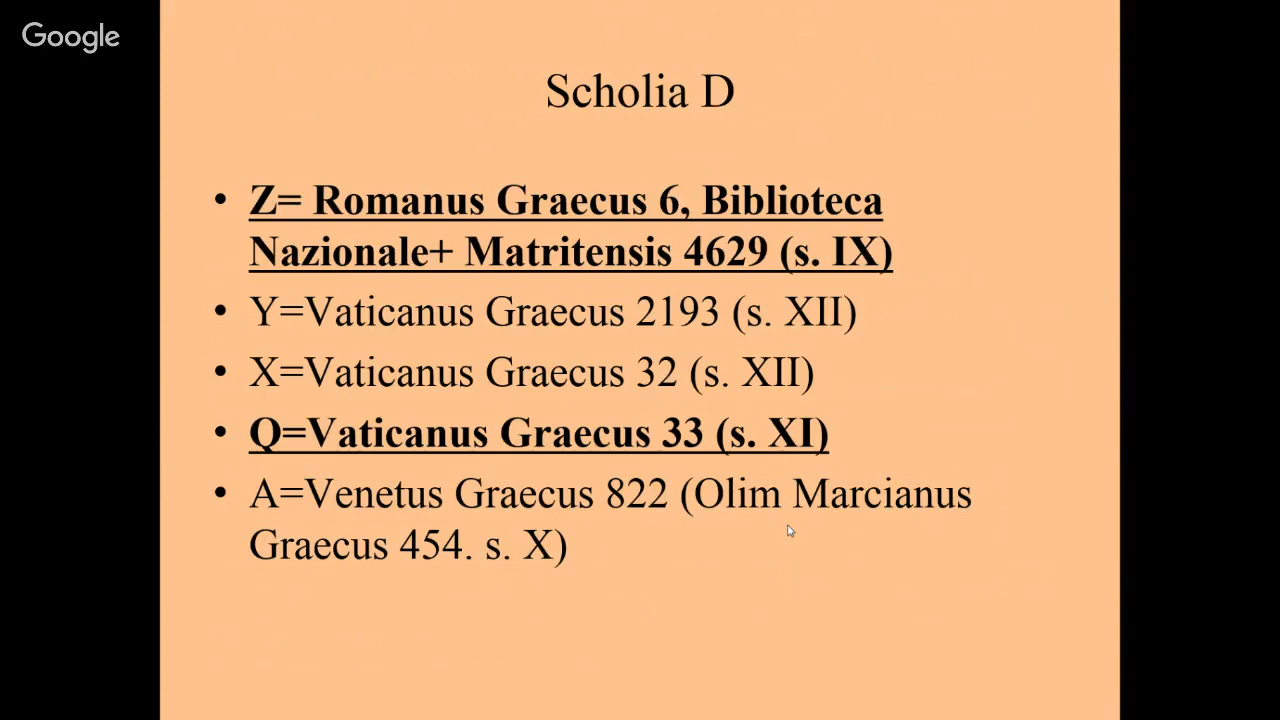 Google
Scholia D
• Z= Romanus Graecus 6, Biblioteca
Nazionale+ Matritensis 4629 (s. IX)
• Y=Vaticanus Graecus 2193 (s. XII)
• X=Vaticanus Graecus 32 (s. XII)
• Q=Vaticanus Graecus 33 (s. XI)
• A=Venetus Graecus 822 (Olim Marcianus
Graecus 454. s. X)